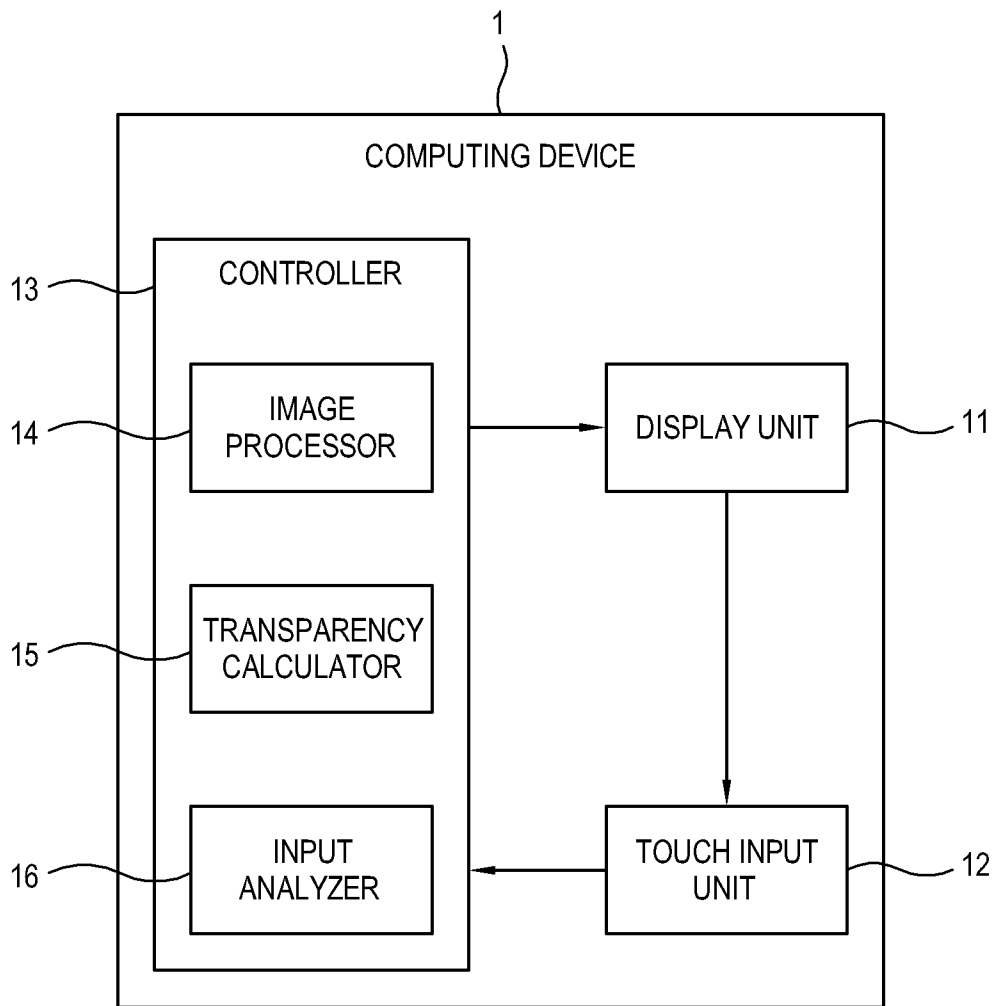 1
COMPUTING DEVICE
13
CONTROLLER
14
IMAGE
PROCESSOR
DISPLAY UNIT
11
15
TRANSPARENCY
CALCULATOR
16
INPUT
ANALYZER
TOUCH INPUT
UNIT
12